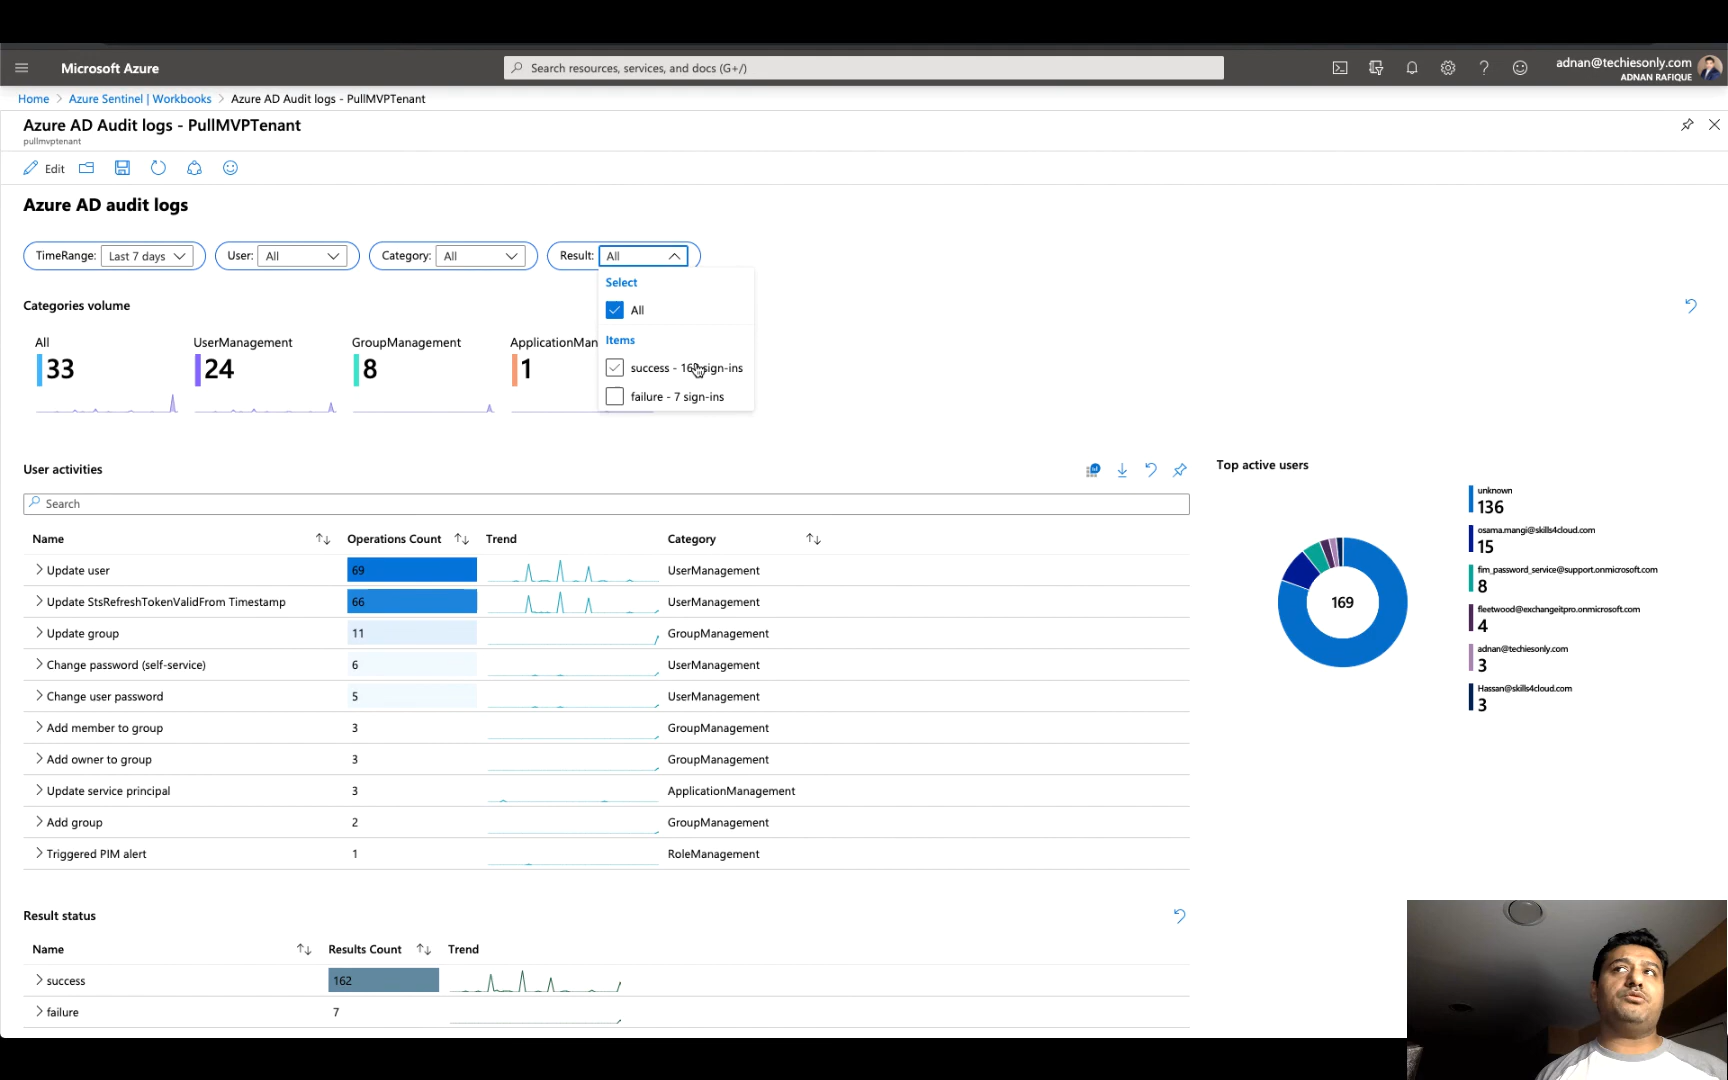 Microsoft Azure
Search resources, services, and docs (G+/)
adnan@techiesonly.com
ADNAN RAFIQUE
Home > Azure Sentinel | Workbooks > Azure AD Audit logs - PullMVPTenant
Azure AD Audit logs - PullMVPTenant
pullmvptenant
Edit
Azure AD audit logs
TimeRange: Last 7 days User: All Category: All Result: All
Select
All
Items
success - sign-ins
failure - 7 sign-ins
Categories volume
All
33
UserManagement
24
GroupManagement
8
1
User activities
Search
Name Operations Count Trend Category
Update user 69 UserManagement
Update StsRefreshTokenValidFrom Timestamp 66 UserManagement
Update group 11 GroupManagement
Change password (self-service) 6 UserManagement
Change user password 5 UserManagement
Add member to group 3 GroupManagement
Add owner to group 3 GroupManagement
Update service principal 3 ApplicationManagement
Add group 2 GroupManagement
Triggered PIM alert 1 RoleManagement
Top active users
169
unknown
136
osama.mangi@skills4cloud.com
15
fim_password_service@support.onmicrosoft.com
8
fleetwood@exchangeitpro.onmicrosoft.com
4
adnan@techiesonly.com
3
Hassan@skills4cloud.com
3
Result status
Name Results Count Trend
success 162
failure 7